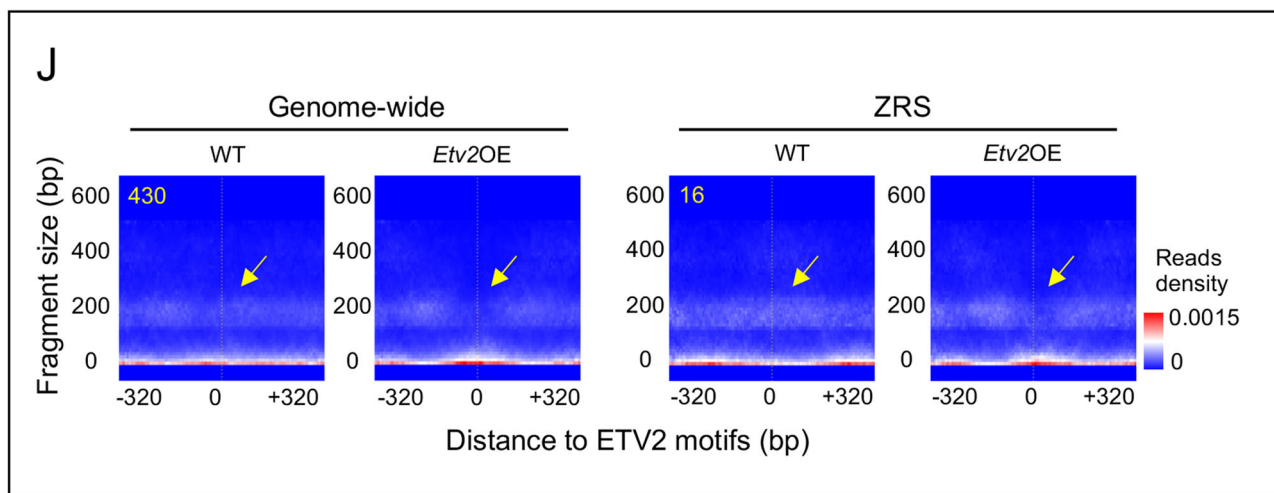 J
Genome-wide
ZRS
WT
Etv2OE
WT
Etv2OE
Fragment size (bp)
600
400
200
0
430
600
400
200
0
600
400
200
0
16
600
400
200
0
Reads
density
0.0015
0
-320 0 +320
-320 0 +320
-320 0 +320
-320 0 +320
Distance to ETV2 motifs (bp)